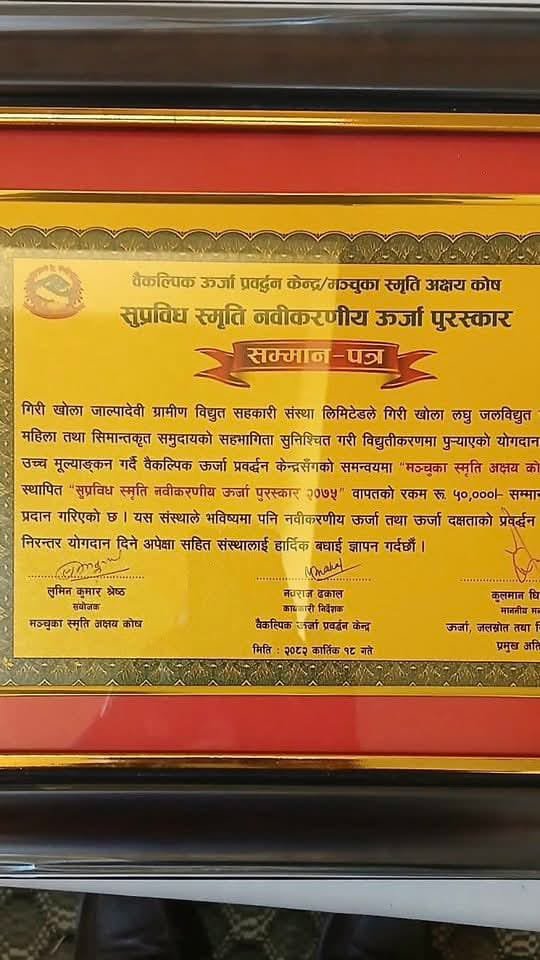 वैकल्पिक ऊर्जा प्रवर्द्धन केन्द्र/मञ्चुका स्मृति अक्षय कोष
सुप्रविध स्मृति नवीकरणीय ऊर्जा पुरस्कार
सम्मान-पत्र
गिरी खोला जाल्पादेवी ग्रामीण विद्युत सहकारी संस्था लिमिटेडले गिरी खोला लघु जलविद्युत
महिला तथा सिमान्तकृत समुदायको सहभागिता सुनिश्चित गरी विद्युतीकरणमा पुऱ्याएको योगदान
उच्च मूल्याङ्कन गर्दै वैकल्पिक ऊर्जा प्रवर्द्धन केन्द्रसँगको समन्वयमा "मञ्चुका स्मृति अक्षय को
स्थापित "सुप्रविध स्मृति नवीकरणीय ऊर्जा पुरस्कार २०७५" वापतको रकम रू. ५०,०००।- सम्मान
प्रदान गरिएको छ । यस संस्थाले भविष्यमा पनि नवीकरणीय ऊर्जा तथा ऊर्जा दक्षताको प्रवर्द्धन
निरन्तर योगदान दिने अपेक्षा सहित संस्थालाई हार्दिक बधाई ज्ञापन गर्दछौं ।
लुमिन कुमार श्रेष्ठ
संयोजक
मञ्चुका स्मृति अक्षय कोष
नवराज ढकाल
कार्यकारी निर्देशक
वैकल्पिक ऊर्जा प्रवर्द्धन केन्द्र
मिति : २०८२ कार्तिक १८ गते
कुलमान घि
माननीय मन
ऊर्जा, जलस्रोत तथा सि
प्रमुख अति